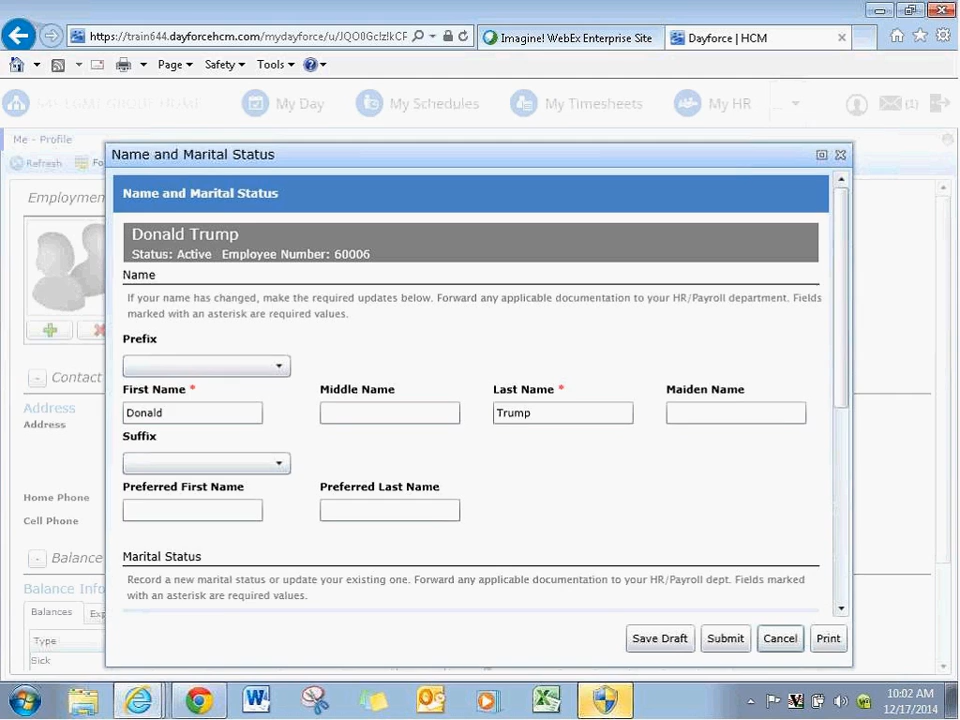 https://train644.dayforcehcm.com/mydayforce/u/JQO0Gc!z!kCF
Imagine! WebEx Enterprise Site
Dayforce | HCM
Page Safety Tools
My Day My Schedules My Timesheets My HR ... (1)
Me - Profile
Refresh Fo
Name and Marital Status
Name and Marital Status
Employmen
Donald Trump
Status: Active Employee Number: 60006
Name
If your name has changed, make the required updates below. Forward any applicable documentation to your HR/Payroll department. Fields
marked with an asterisk are required values.
Prefix
First Name * Middle Name Last Name * Maiden Name
Donald Trump
Suffix
Preferred First Name Preferred Last Name
Marital Status
Record a new marital status or update your existing one. Forward any applicable documentation to your HR/Payroll dept. Fields marked
with an asterisk are required values.
Save Draft Submit Cancel Print
- Contact
Address
Address
Home Phone
Cell Phone
- Balance
Balance Info
Balances Exp
Type
Sick
10:02 AM
12/17/2014